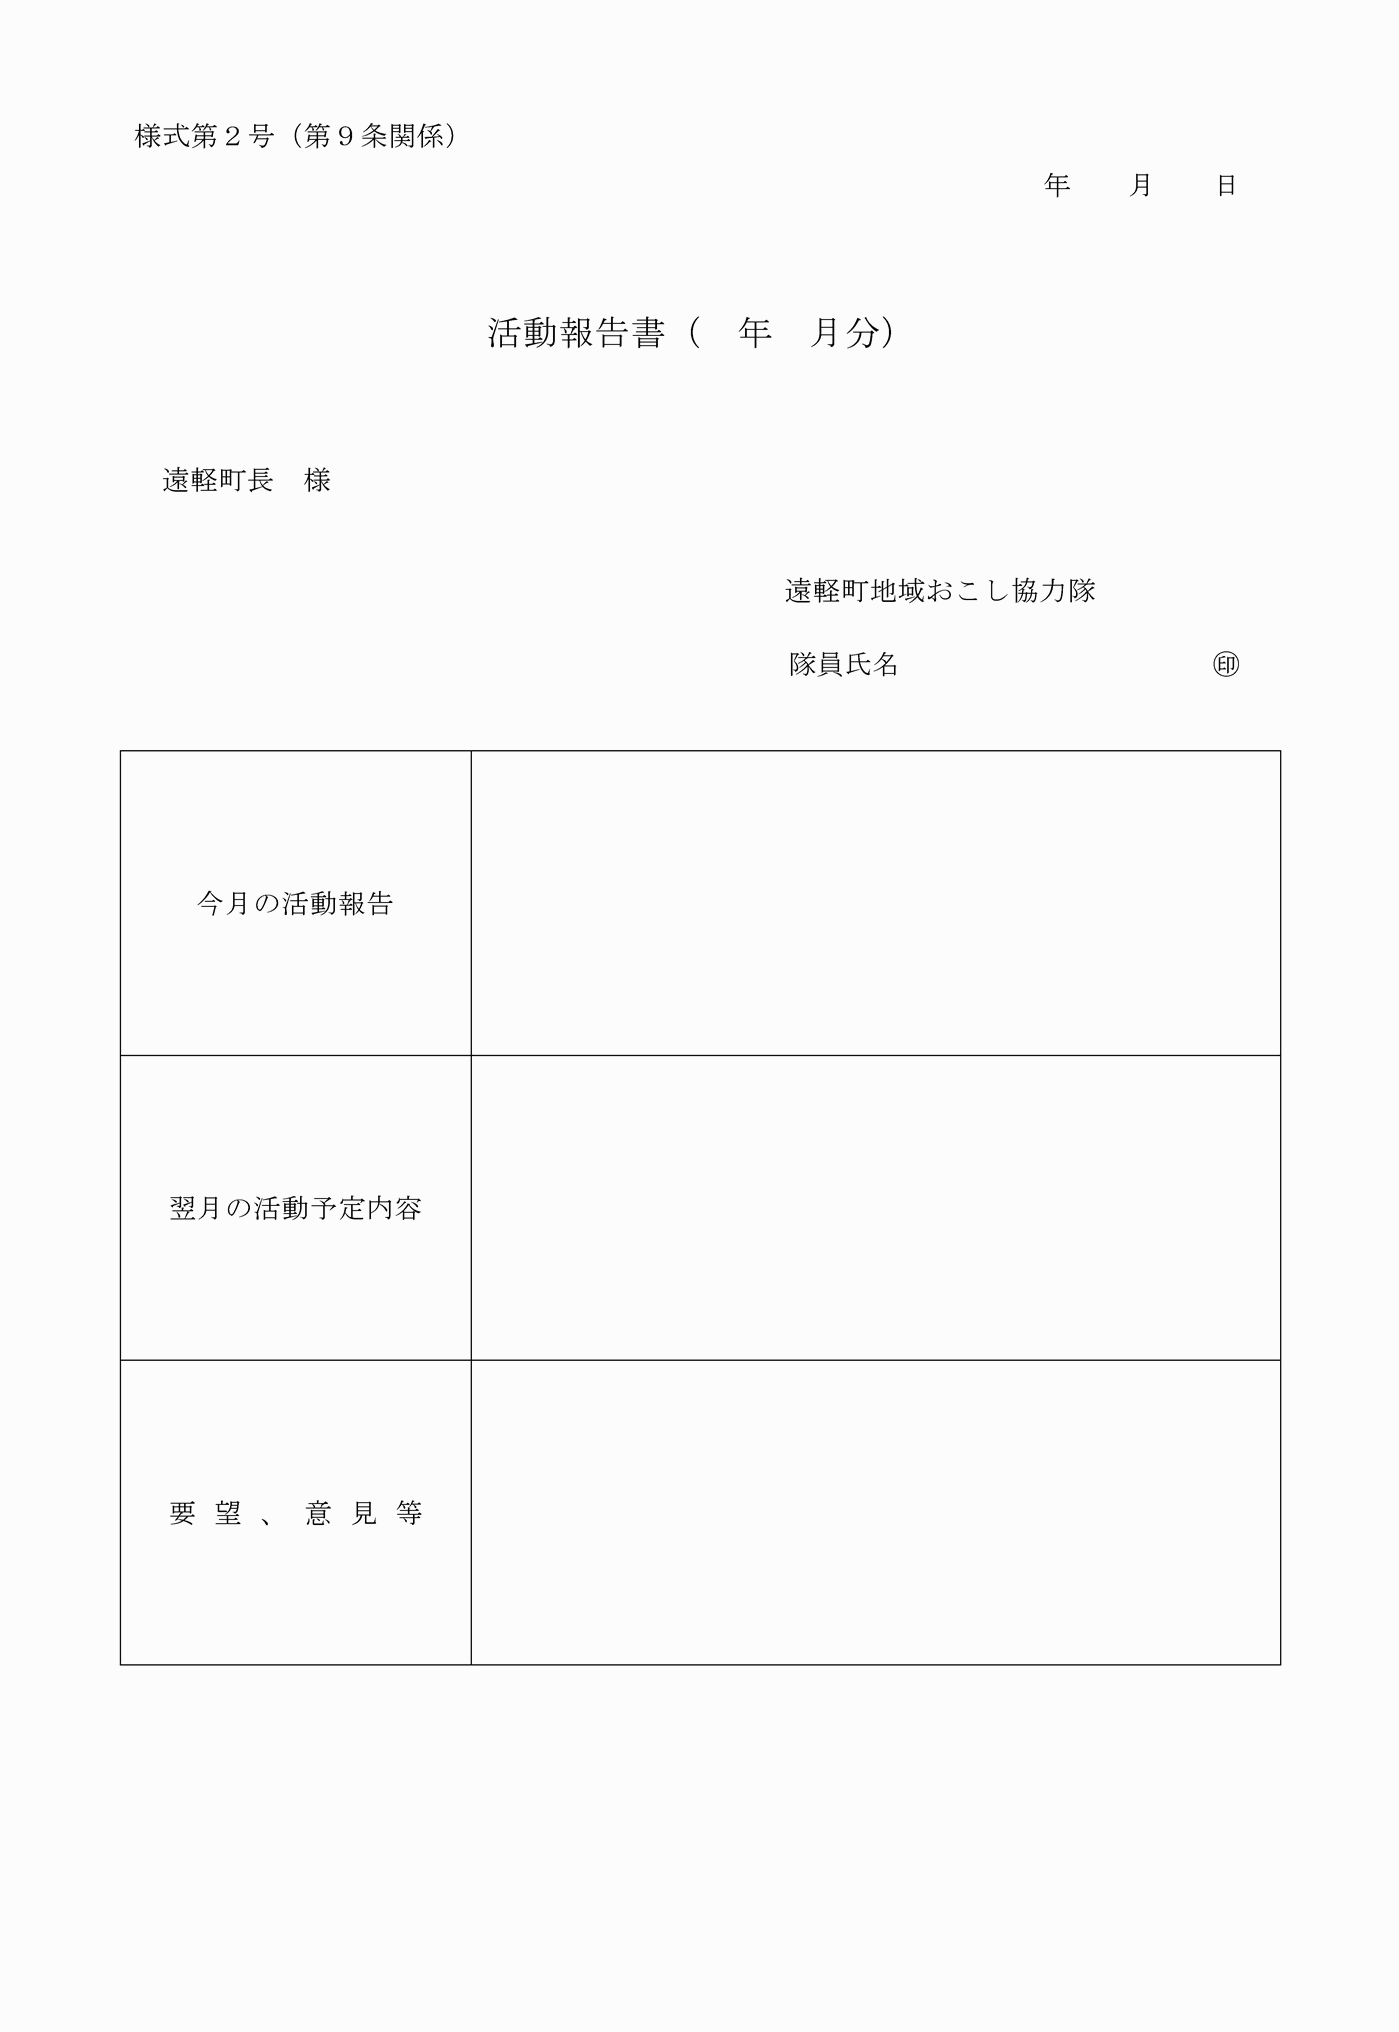 様式第２号（第９条関係）
年　　月　　日
活動報告書（　年　月分）
遠軽町長　様
遠軽町地域おこし協力隊
隊員氏名　　　　　　　　　　　㊞
今月の活動報告
翌月の活動予定内容
要望、意見等